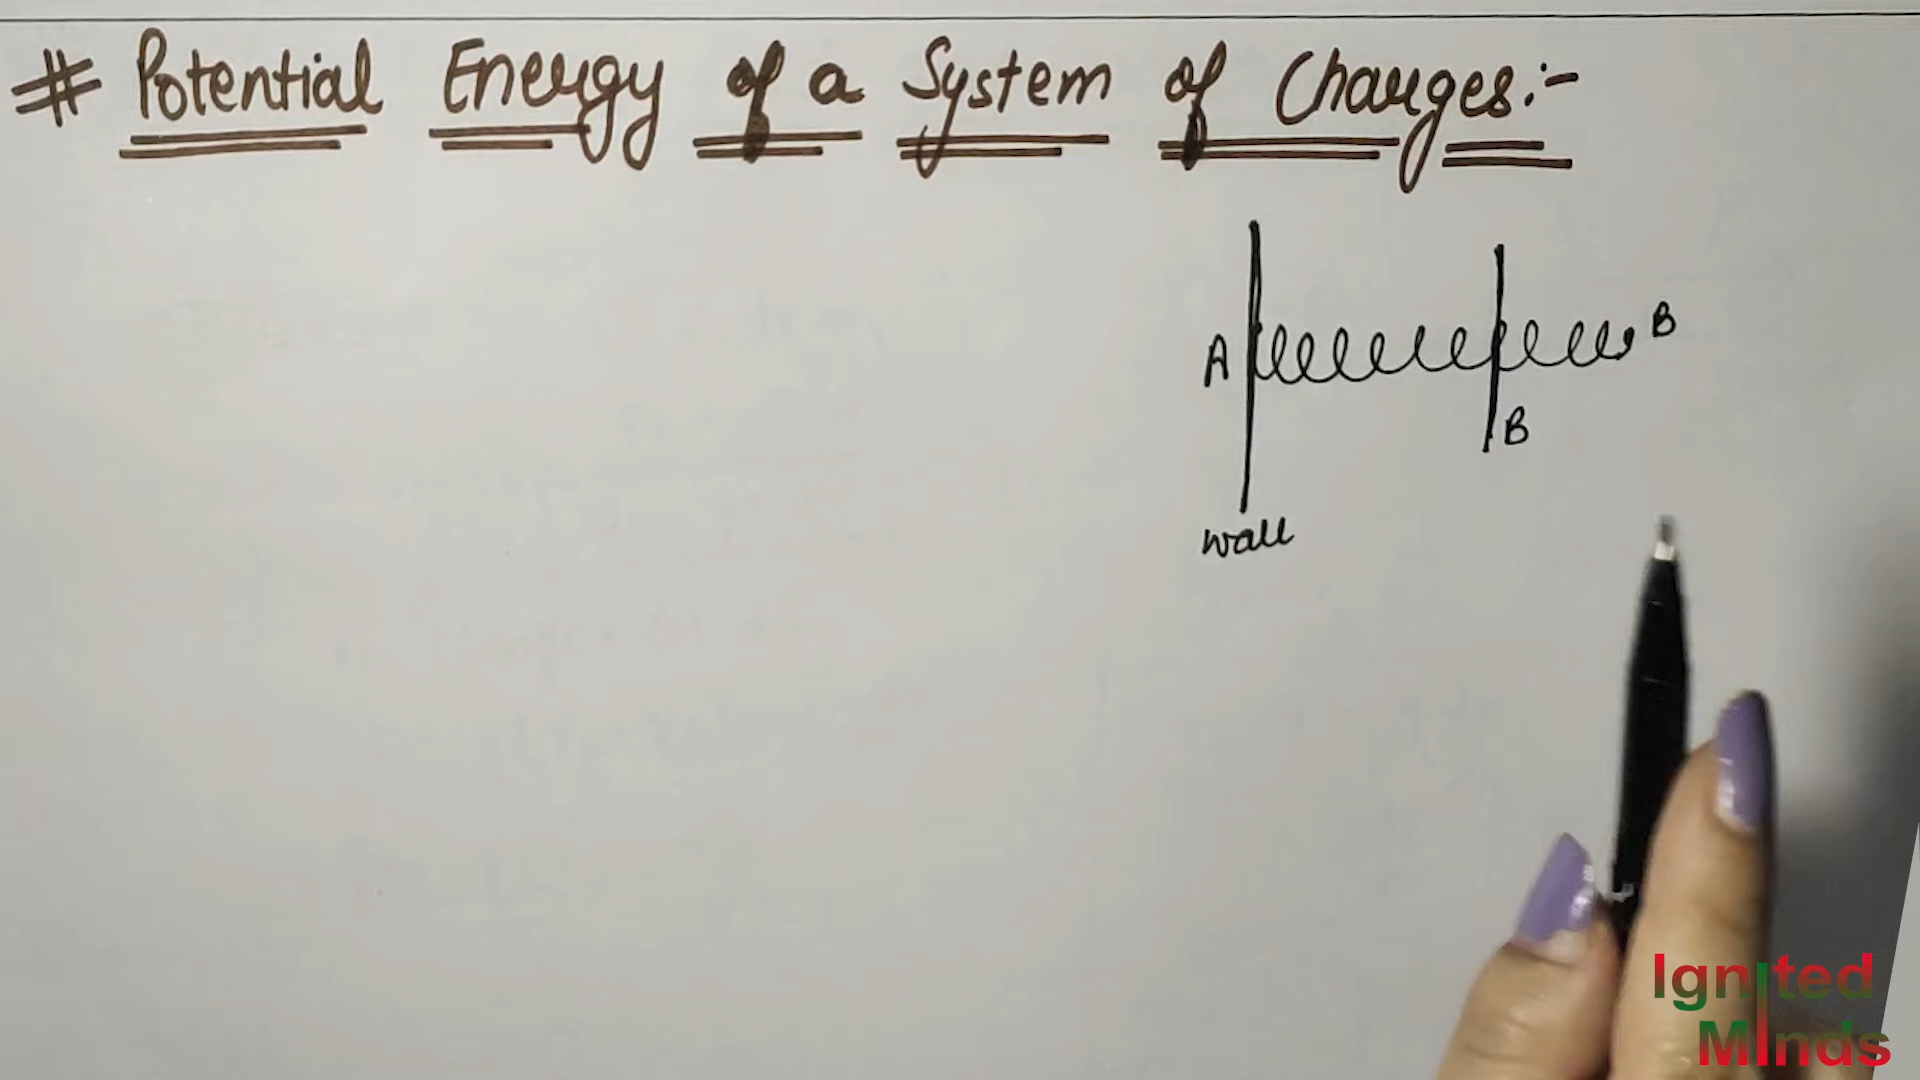 # Potential Energy of a System of Charges:-
B
A
B
wall
Ignited
Minds